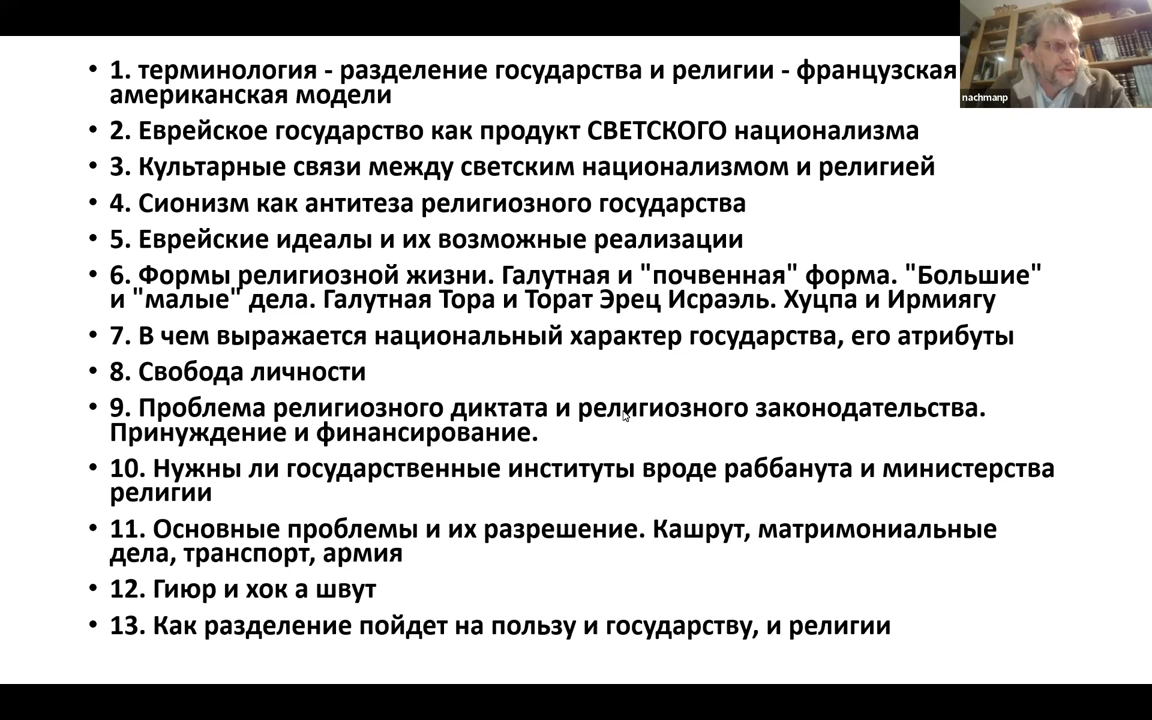 • 1. терминология - разделение государства и религии - французская
американская модели
nachmanp
• 2. Еврейское государство как продукт СВЕТСКОГО национализма
• 3. Культарные связи между светским национализмом и религией
• 4. Сионизм как антитеза религиозного государства
• 5. Еврейские идеалы и их возможные реализации
• 6. Формы религиозной жизни. Галутная и "почвенная" форма. "Большие"
и "малые" дела. Галутная Тора и Торат Эрец Исраэль. Хуцпа и Ирмиягу
• 7. В чем выражается национальный характер государства, его атрибуты
• 8. Свобода личности
• 9. Проблема религиозного диктата и религиозного законодательства.
Принуждение и финансирование.
• 10. Нужны ли государственные институты вроде раббанута и министерства
религии
• 11. Основные проблемы и их разрешение. Кашрут, матримониальные
дела, транспорт, армия
• 12. Гиюр и хок а швут
• 13. Как разделение пойдет на пользу и государству, и религии